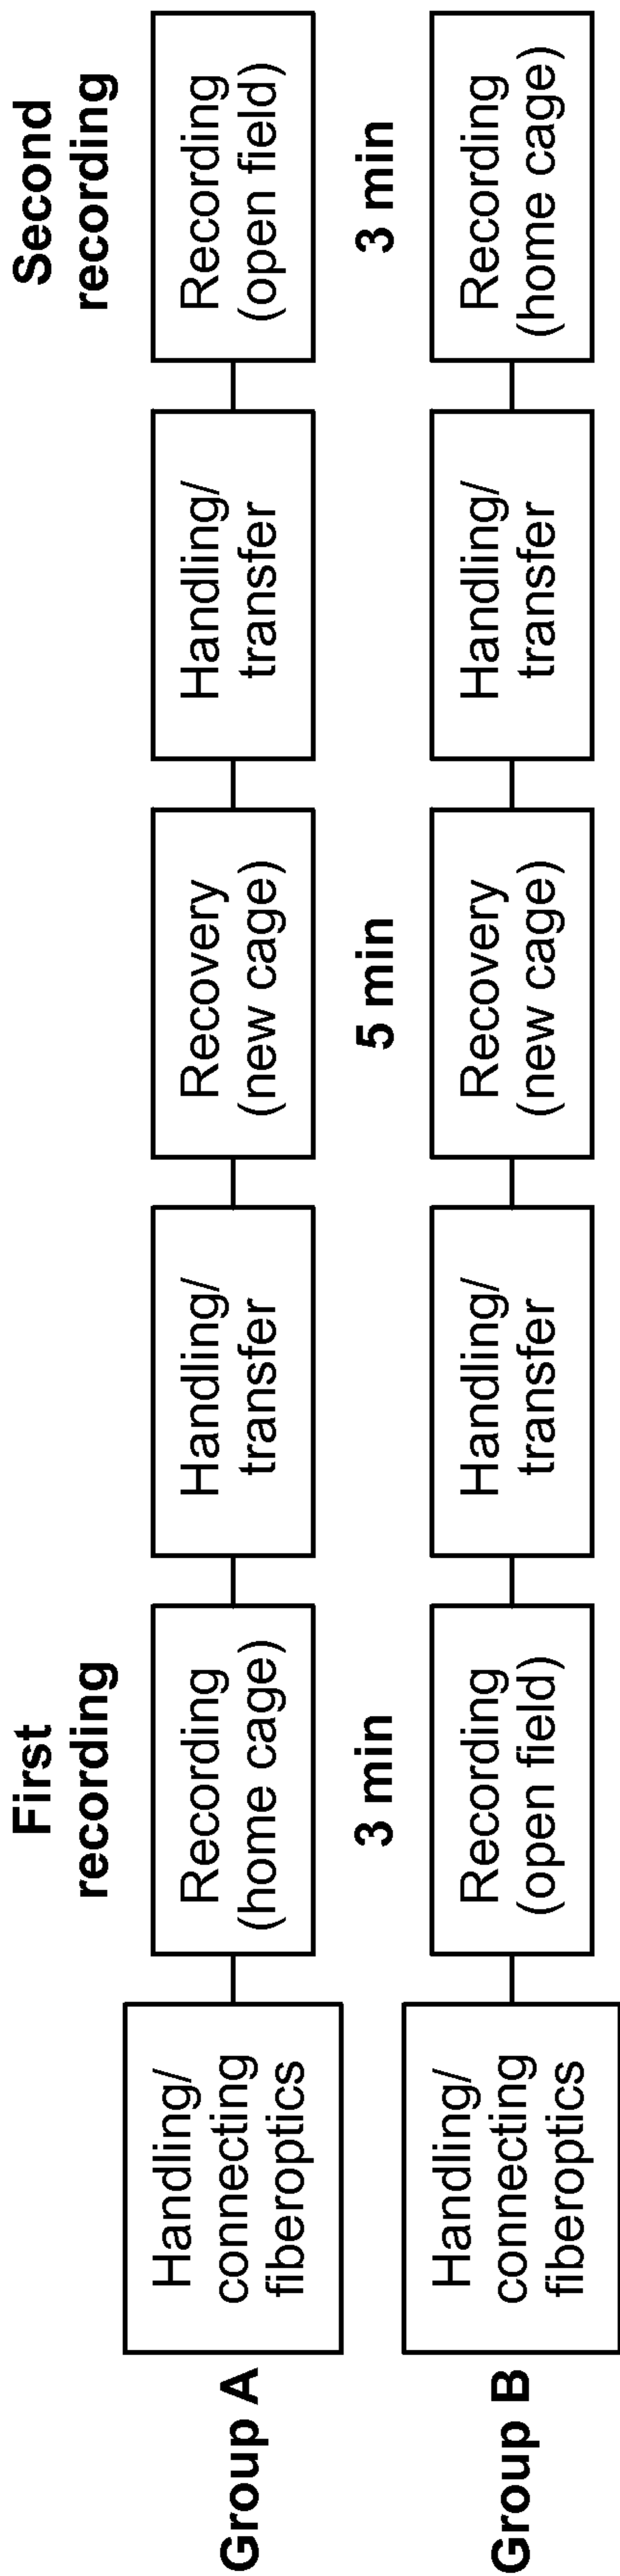 First
recording
Second
recording
Group A
Handling/
connecting
fiberoptics
Recording
(home cage)
Handling/
transfer
Recovery
(new cage)
Handling/
transfer
Recording
(open field)
3 min
5 min
3 min
Group B
Handling/
connecting
fiberoptics
Recording
(open field)
Handling/
transfer
Recovery
(new cage)
Handling/
transfer
Recording
(home cage)